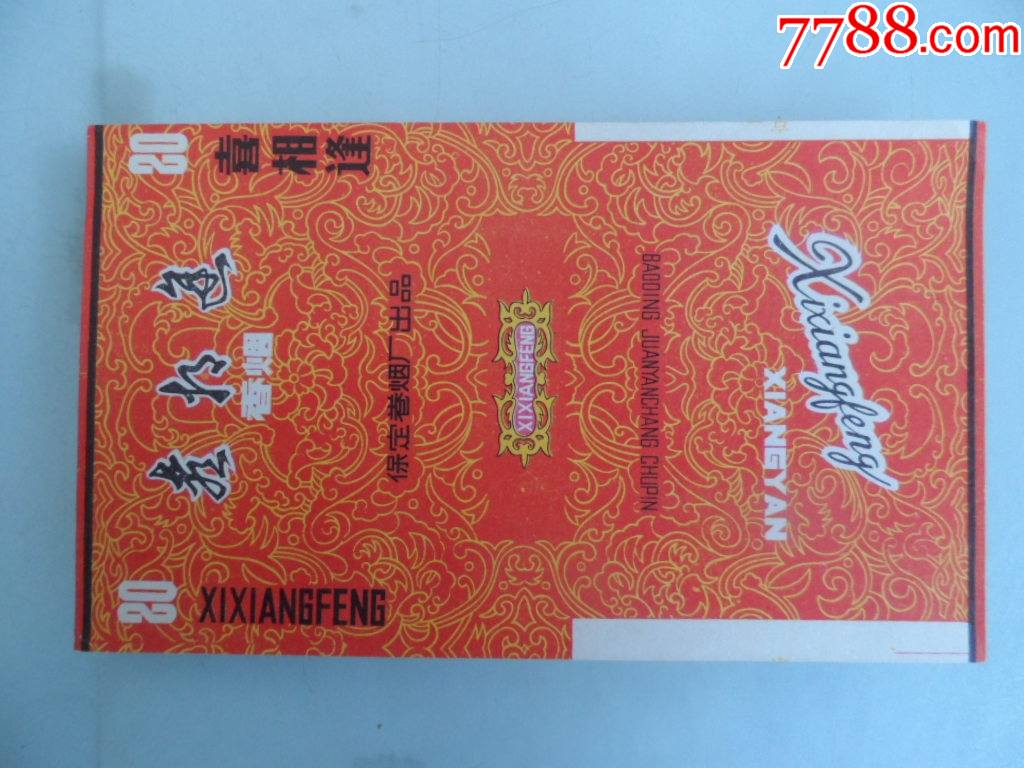 7788.com
20
喜相逢
喜相逢
香烟
保定卷烟厂出品
20
XIXIANGFENG
XIXIANGFENG
BAODING JUANYANCHANG CHUPIN
Xixiangfeng
XIANGYAN